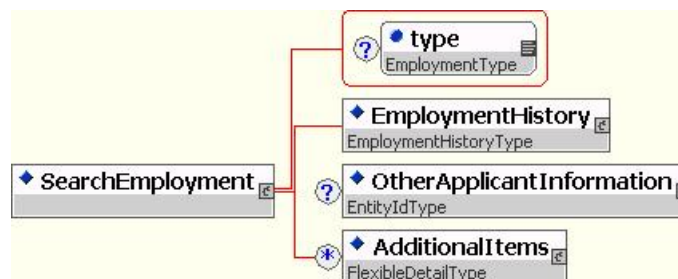 ?
type
EmploymentType
EmploymentHistory
EmploymentHistoryType
SearchEmployment
?
OtherApplicantInformation
EntityIdType
*
AdditionalItems
FlexibleDetailType